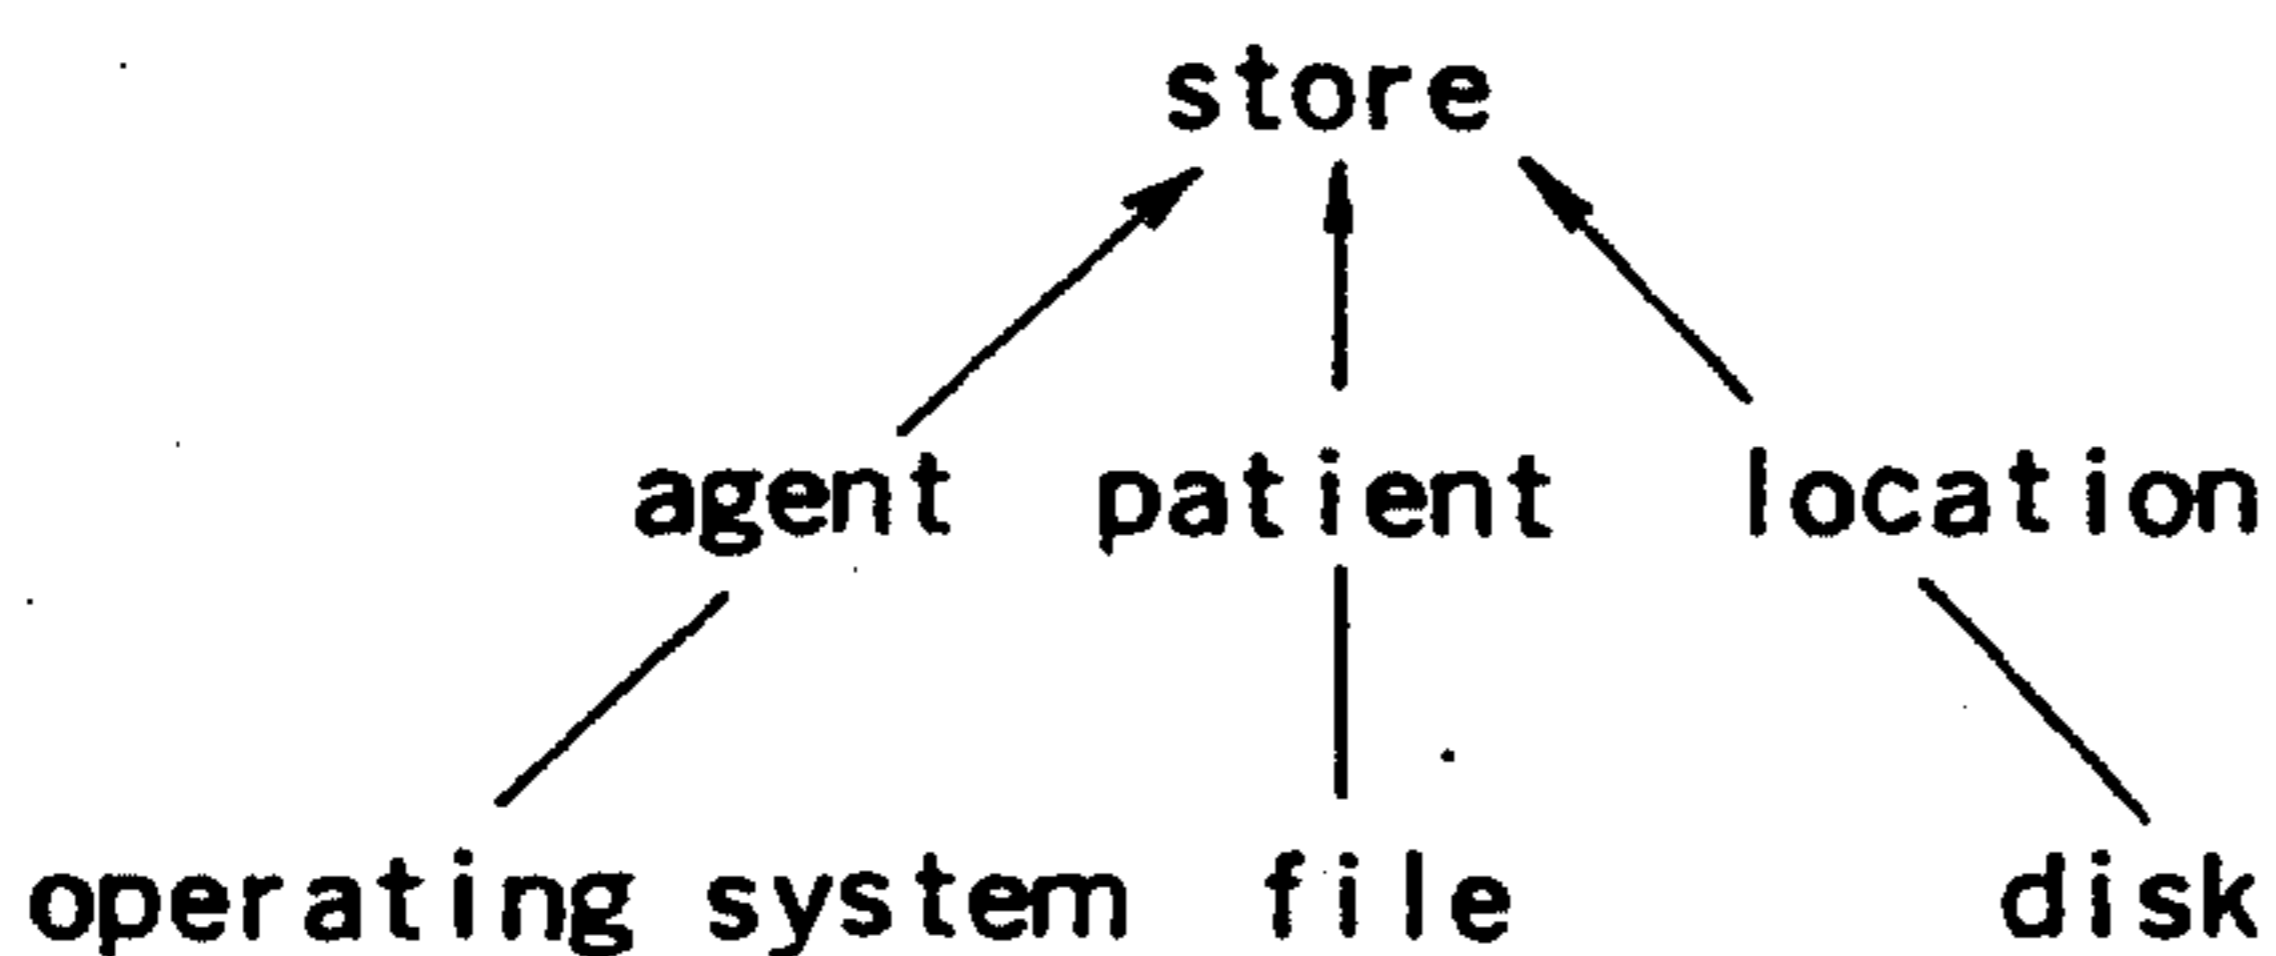 store
agent patient location
operating system file disk